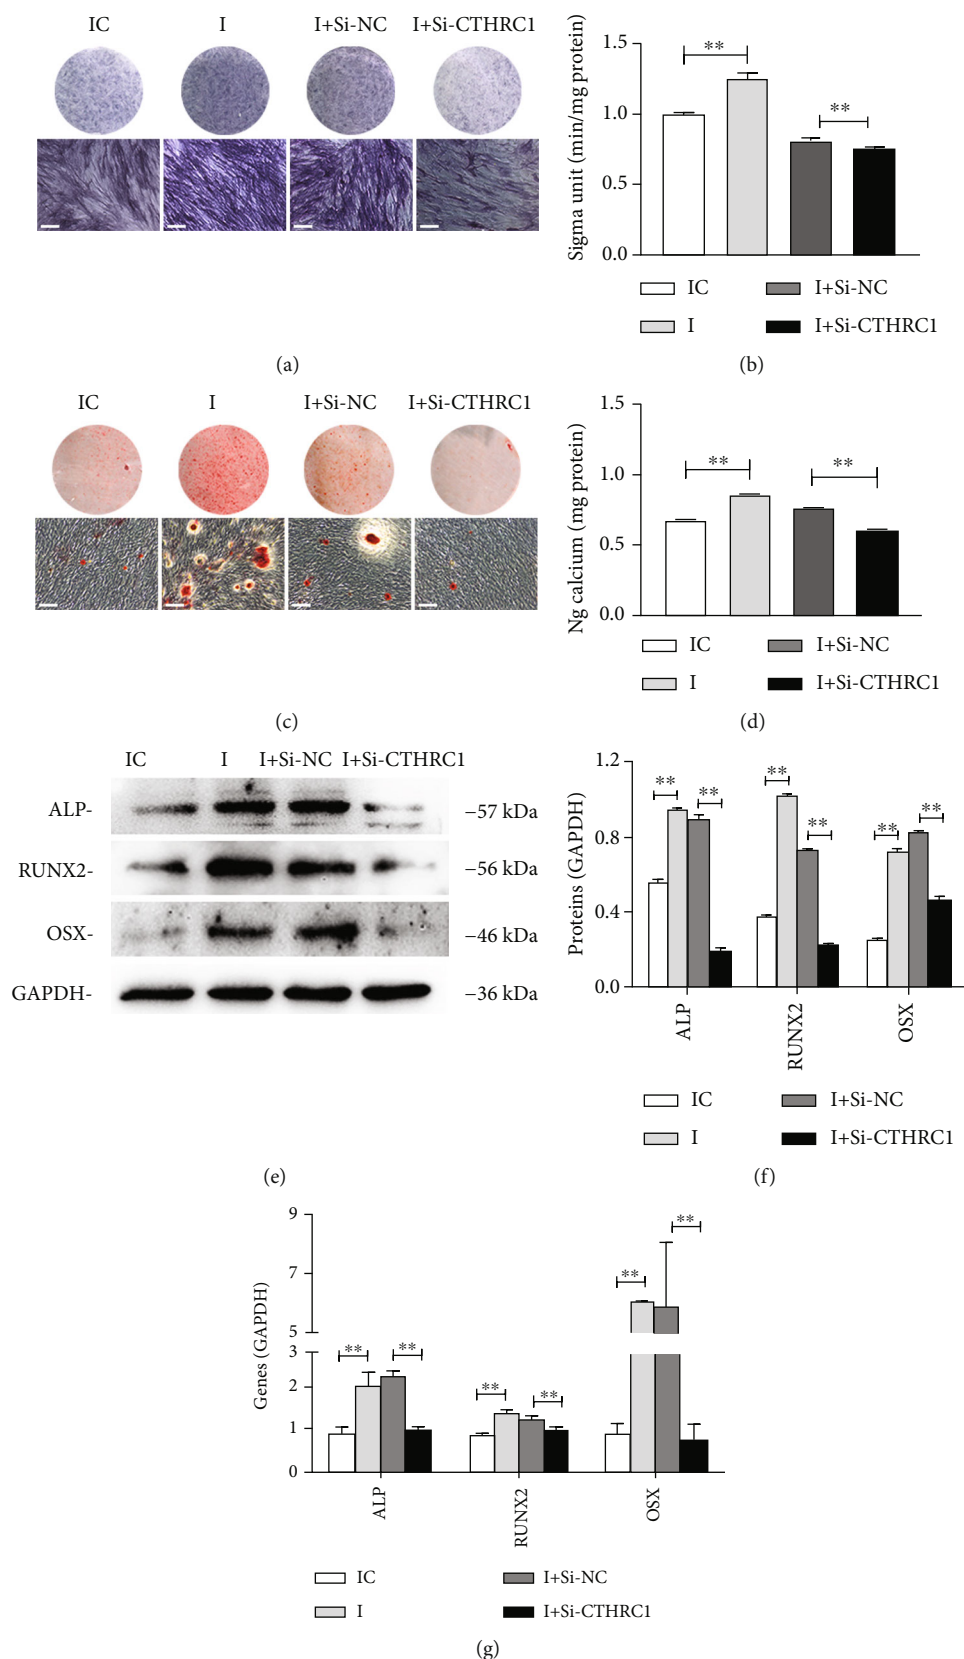 IC I I+Si-NC I+Si-CTHRC1
(a)
Sigma unit (min/mg protein)
1.5
1.0
0.5
0.0
** **
IC I+Si-NC
I I+Si-CTHRC1
(b)
IC I I+Si-NC I+Si-CTHRC1
(c)
Ng calcium (mg protein)
1.5
1.0
0.5
0.0
** **
IC I+Si-NC
I I+Si-CTHRC1
(d)
IC I I+Si-NC I+Si-CTHRC1
ALP- –57 kDa
RUNX2- –56 kDa
OSX- –46 kDa
GAPDH- –36 kDa
(e)
Proteins (GAPDH)
1.2
0.8
0.4
0.0
** ** ** ** ** **
ALP RUNX2 OSX
IC I+Si-NC
I I+Si-CTHRC1
(f)
Genes (GAPDH)
9
7
5
3
2
1
0
** ** ** ** ** **
ALP RUNX2 OSX
IC I+Si-NC
I I+Si-CTHRC1
(g)